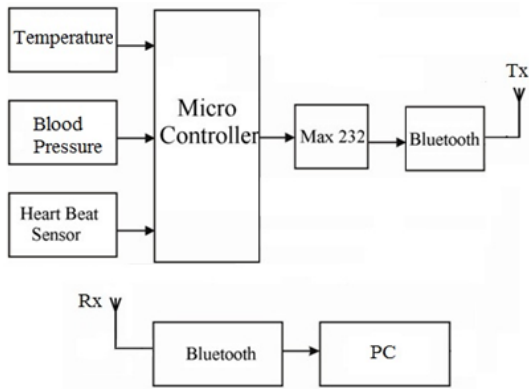 Temperature
Blood
Pressure
Heart Beat
Sensor
Micro
Controller
Max 232
Bluetooth
Tx
Rx
Bluetooth
PC